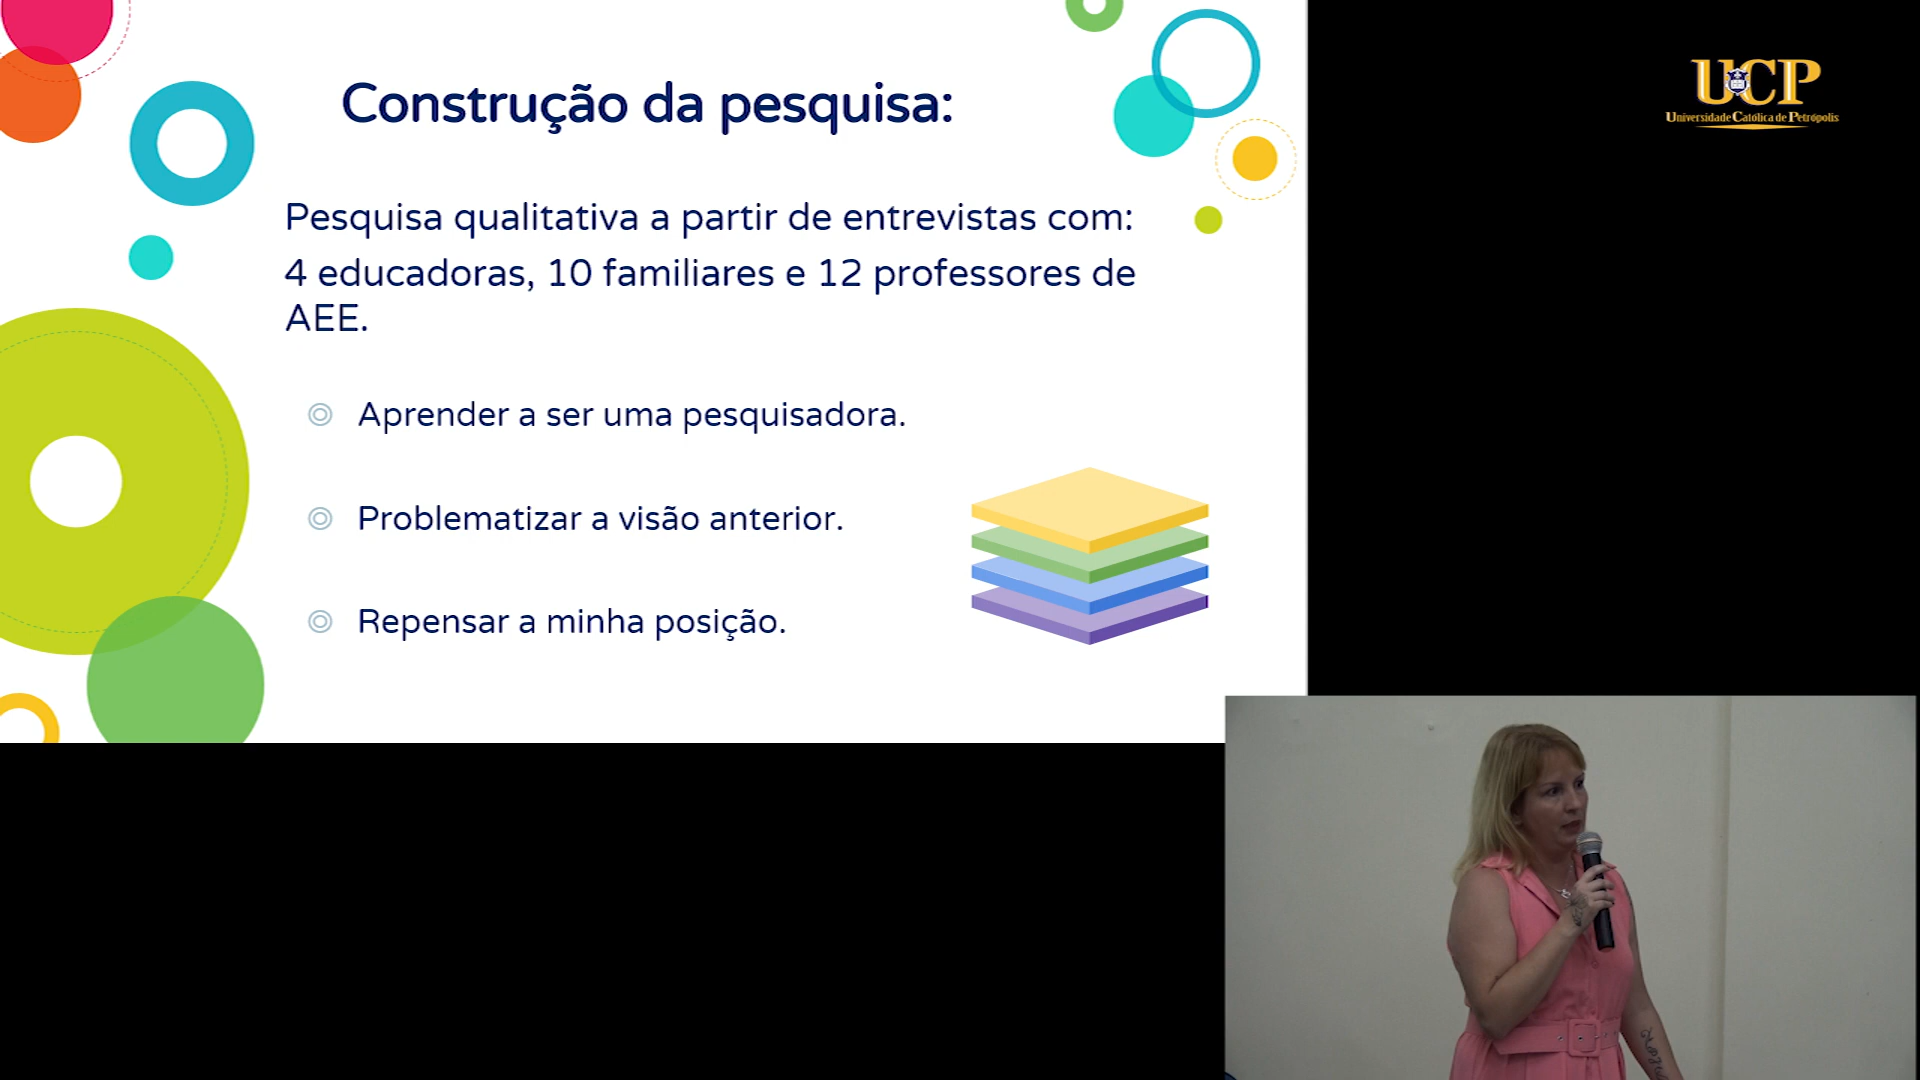 Construção da pesquisa:
Pesquisa qualitativa a partir de entrevistas com:
4 educadoras, 10 familiares e 12 professores de
AEE.
Aprender a ser uma pesquisadora.
Problematizar a visão anterior.
Repensar a minha posição.
UCP
Universidade Católica de Petrópolis